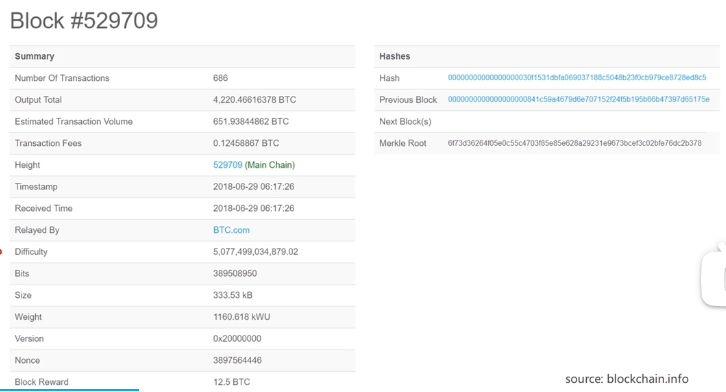 Block #529709
Summary
Number Of Transactions 686
Output Total 4,220.46616378 BTC
Estimated Transaction Volume 651.93844862 BTC
Transaction Fees 0.12458867 BTC
Height 529709 (Main Chain)
Timestamp 2018-06-29 06:17:26
Received Time 2018-06-29 06:17:26
Relayed By BTC.com
Difficulty 5,077,499,034,879.02
Bits 389508950
Size 333.53 kB
Weight 1160.618 kWU
Version 0x20000000
Nonce 3897564446
Block Reward 12.5 BTC
Hashes
Hash
Previous Block
Next Block(s)
Merkle Root
source: blockchain.info